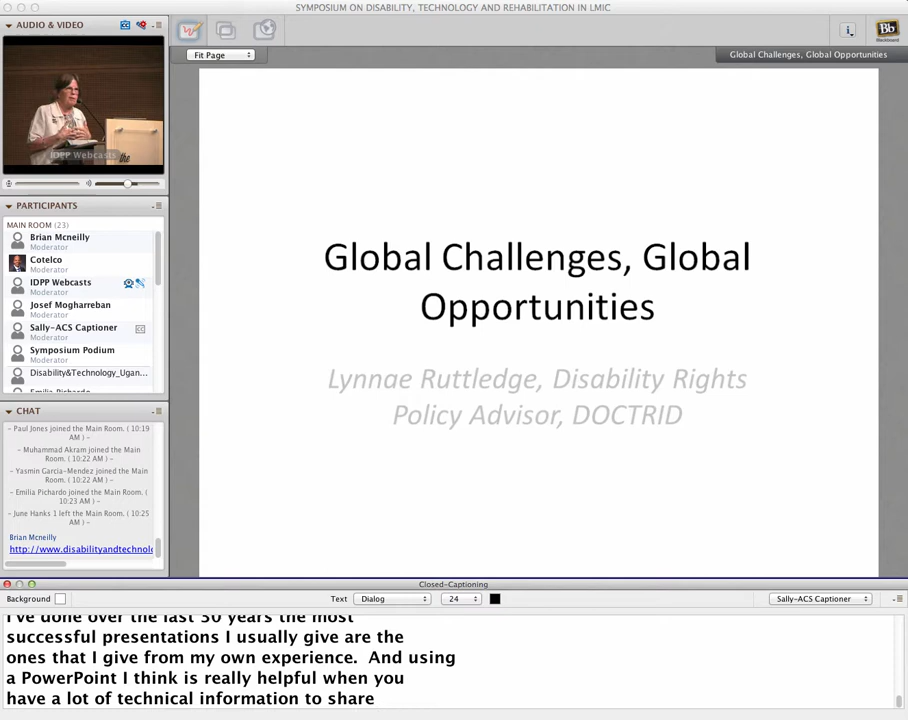 SYMPOSIUM ON DISABILITY, TECHNOLOGY AND REHABILITATION IN LMIC
AUDIO & VIDEO
Fit Page
Global Challenges, Global Opportunities
Bb
Blackboard
IDPP Webcasts
the
PARTICIPANTS
MAIN ROOM (23)
Brian Mcneilly
Moderator
Cotelco
Moderator
IDPP Webcasts
Moderator
Josef Mogharreban
Moderator
Sally-ACS Captioner
Moderator
Symposium Podium
Moderator
Disability&Technology_Ugan...
Emilia Pichardo
CHAT
- Paul Jones joined the Main Room. ( 10:19
AM ) -
- Muhammad Akram joined the Main
Room. ( 10:22 AM ) -
- Yasmin Garcia-Mendez joined the Main
Room. ( 10:22 AM ) -
- Emilia Pichardo joined the Main Room. (
10:23 AM ) -
- June Hanks 1 left the Main Room. ( 10:25
AM ) -
Brian Mcneilly
http://www.disabilityandtechnol
Global Challenges, Global
Opportunities
Lynnae Ruttledge, Disability Rights
Policy Advisor, DOCTRID
Closed-Captioning
Background
Text
Dialog
24
Sally-ACS Captioner
I've done over the last 30 years the most
successful presentations I usually give are the
ones that I give from my own experience.  And using
a PowerPoint I think is really helpful when you
have a lot of technical information to share